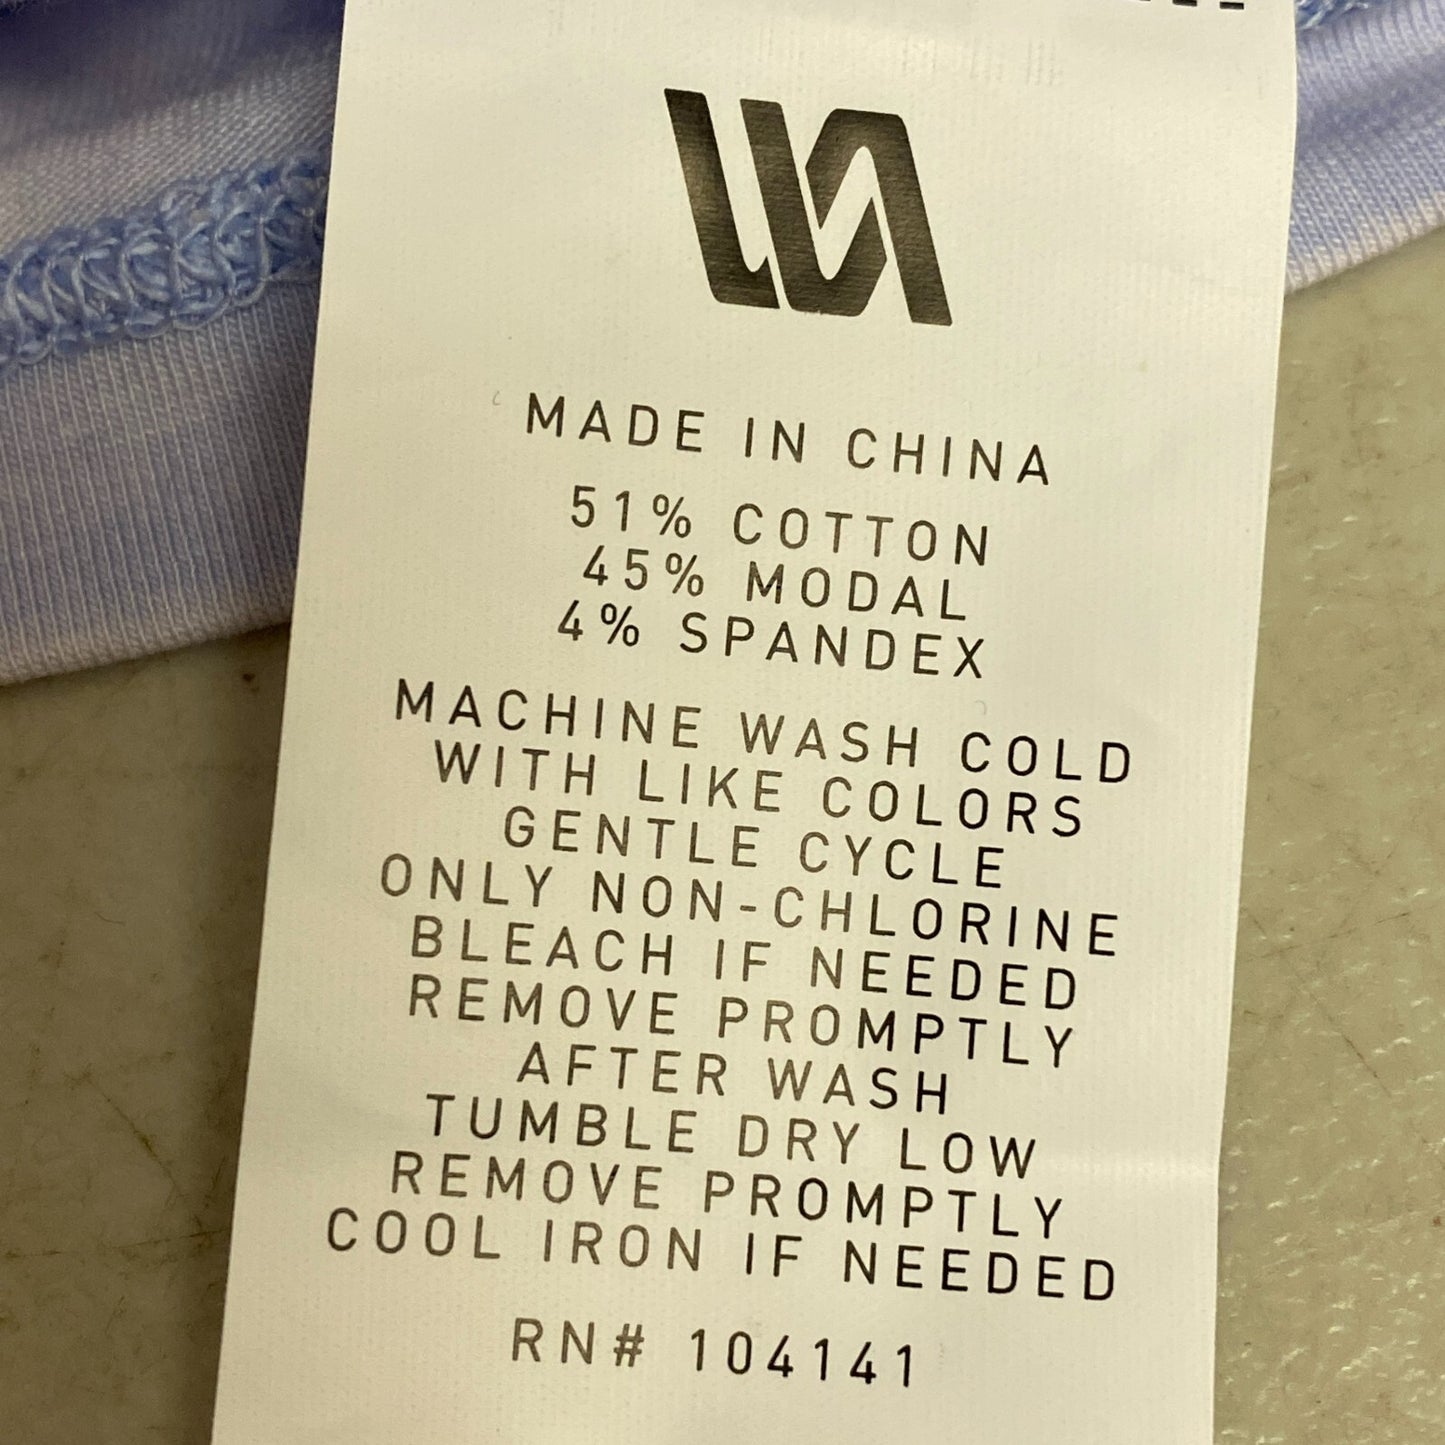 MADE IN CHINA
51% COTTON
45% MODAL
4% SPANDEX
MACHINE WASH COLD
WITH LIKE COLORS
GENTLE CYCLE
ONLY NON-CHLORINE
BLEACH IF NEEDED
REMOVE PROMPTLY
AFTER WASH
TUMBLE DRY LOW
REMOVE PROMPTLY
COOL IRON IF NEEDED
RN# 104141